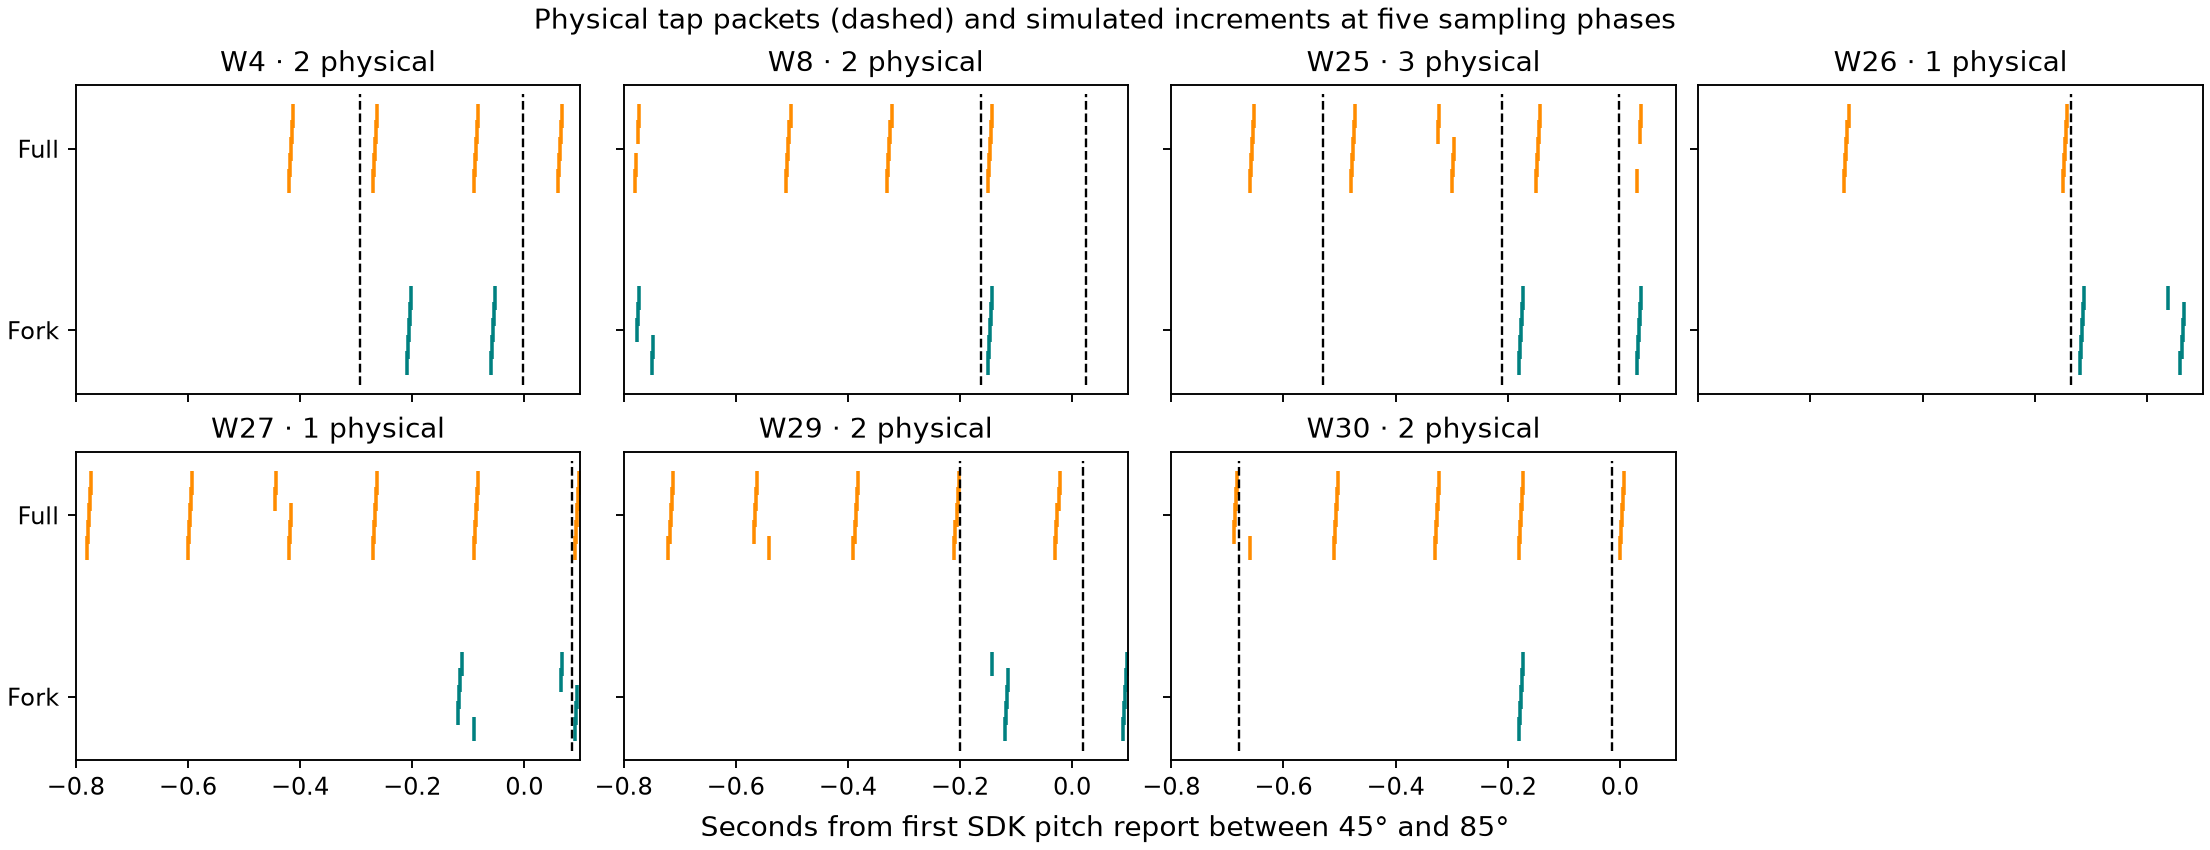 Physical tap packets (dashed) and simulated increments at five sampling phases
W4 · 2 physical
W8 · 2 physical
W25 · 3 physical
W26 · 1 physical
Full
Fork
W27 · 1 physical
W29 · 2 physical
W30 · 2 physical
Full
Fork
−0.8 −0.6 −0.4 −0.2 0.0
−0.8 −0.6 −0.4 −0.2 0.0
−0.8 −0.6 −0.4 −0.2 0.0
Seconds from first SDK pitch report between 45° and 85°